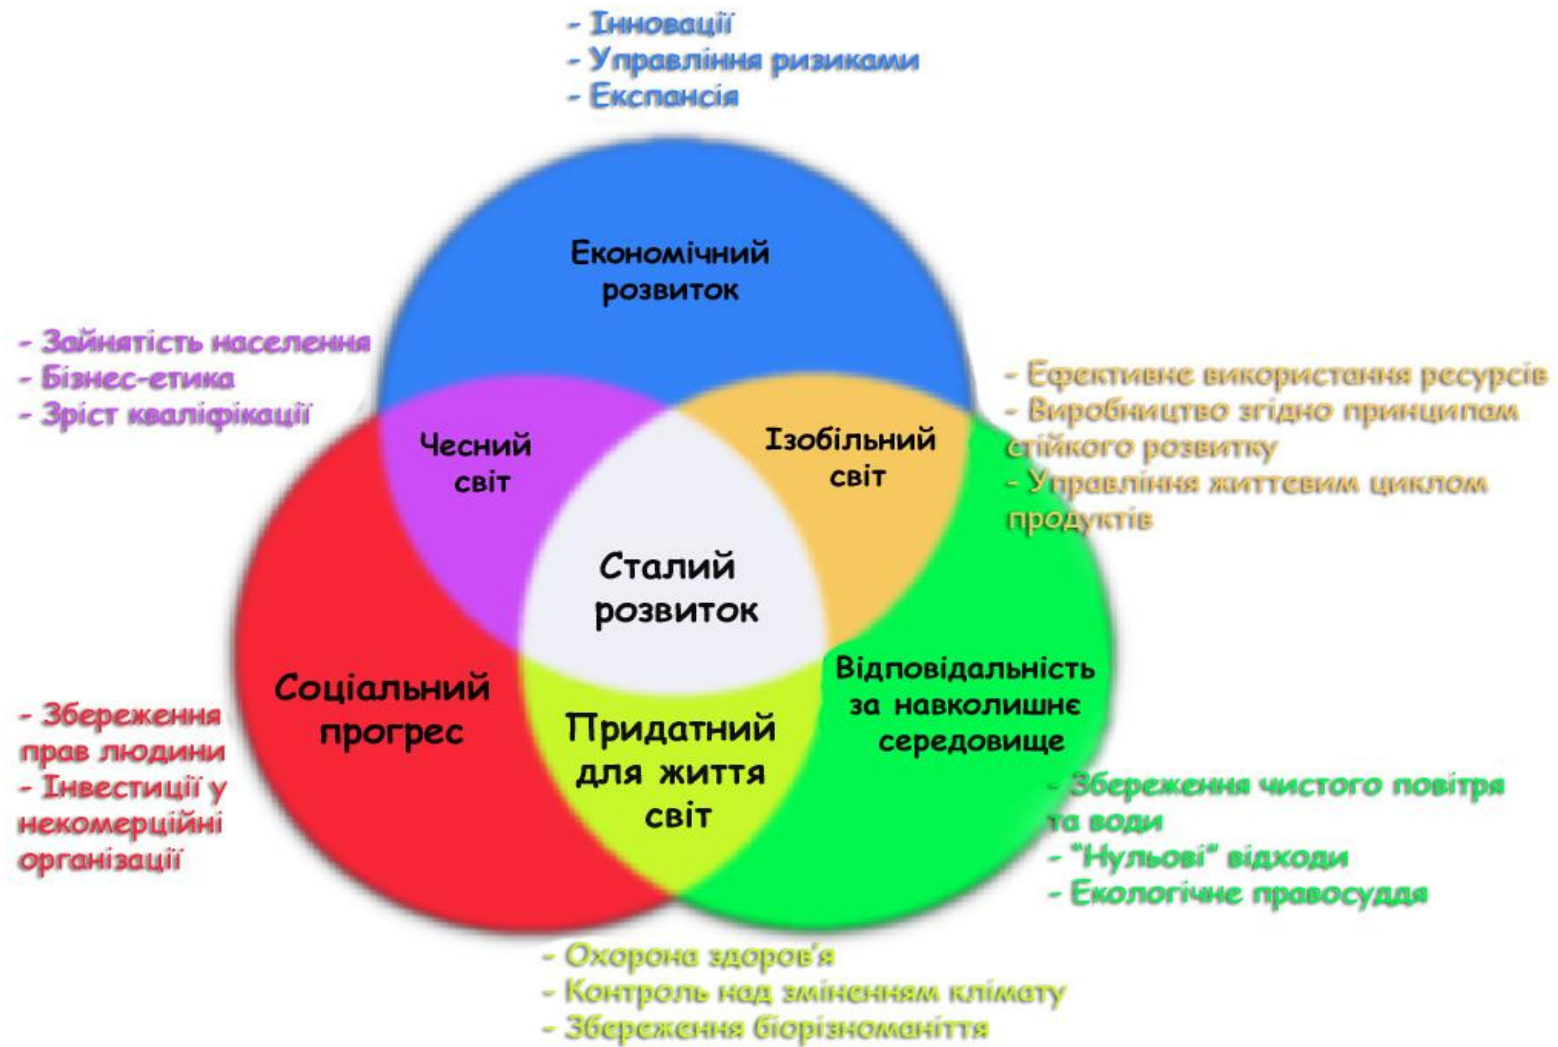 - Інновації
- Управління ризиками
- Експансія
Економічний
розвиток
- Зайнятість населення
- Бізнес-етика
- Зріст кваліфікації
- Ефективне використання ресурсів
- Виробництво згідно принципам
стійкого розвитку
- Управління життєвим циклом
продуктів
Чесний
світ
Ізобільний
світ
Сталий
розвиток
Соціальний
прогрес
Відповідальність
за навколишнє
середовище
Придатний
для життя
світ
- Збереження
прав людини
- Інвестиції у
некомерційні
організації
- Збереження чистого повітря
та води
- "Нульові" відходи
- Екологічне правосуддя
- Охорона здоров'я
- Контроль над зміненням клімату
- Збереження біорізноманіття